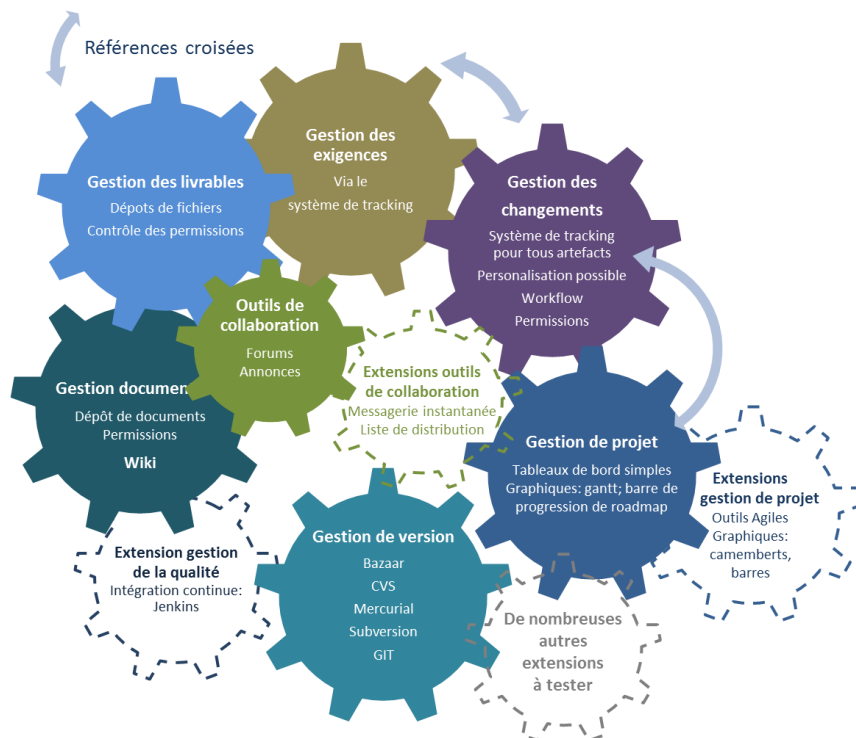 Références croisées
Gestion des
exigences
Via le
système de tracking
Gestion des livrables
Dépots de fichiers
Contrôle des permissions
Gestion des
changements
Système de tracking
pour tous artefacts
Personalisation possible
Workflow
Permissions
Outils de
collaboration
Forums
Annonces
Extensions outils
de collaboration
Messagerie instantanée
Liste de distribution
Gestion documen
Dépôt de documents
Permissions
Wiki
Gestion de projet
Tableaux de bord simples
Graphiques: gantt; barre de
progression de roadmap
Extensions
gestion de projet
Outils Agiles
Graphiques:
camemberts,
barres
Extension gestion
de la qualité
Intégration continue:
Jenkins
Gestion de version
Bazaar
CVS
Mercurial
Subversion
GIT
De nombreuses
autres
extensions
à tester